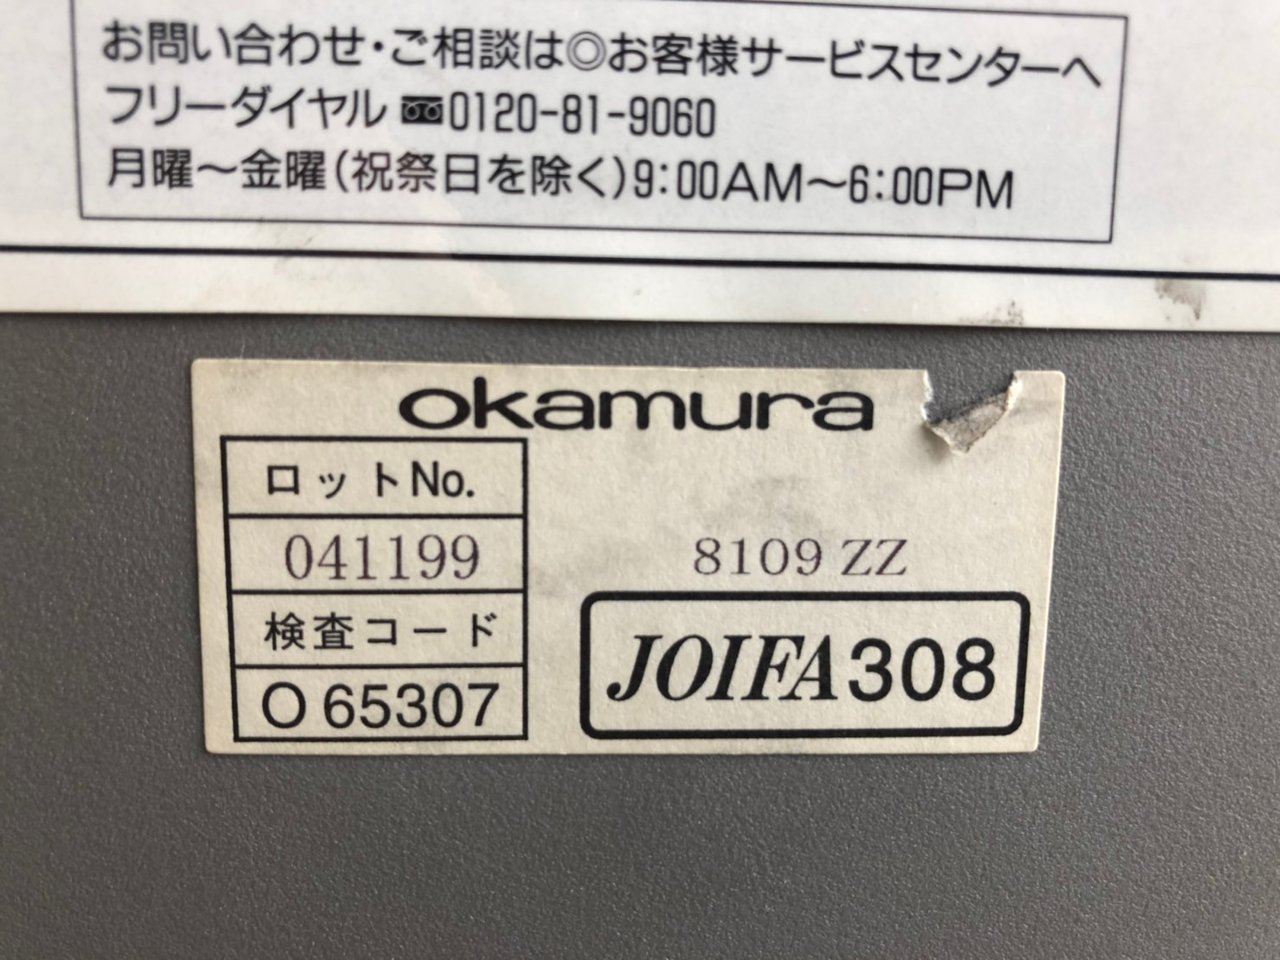 お問い合わせ・ご相談は◎お客様サービスセンターへ
フリーダイヤル 0120-81-9060
月曜〜金曜(祝祭日を除く)9:00AM〜6:00PM
okamura
ロットNo.
041199
検査コード
O 65307
8109 ZZ
JOIFA308